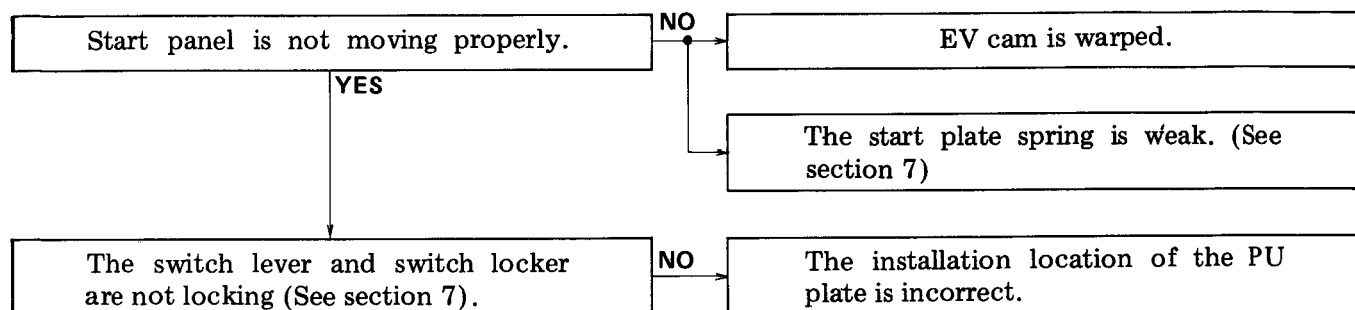 Start panel is not moving properly.
NO
EV cam is warped.
YES
The start plate spring is weak. (See
section 7)
The switch lever and switch locker
are not locking (See section 7).
NO
The installation location of the PU
plate is incorrect.